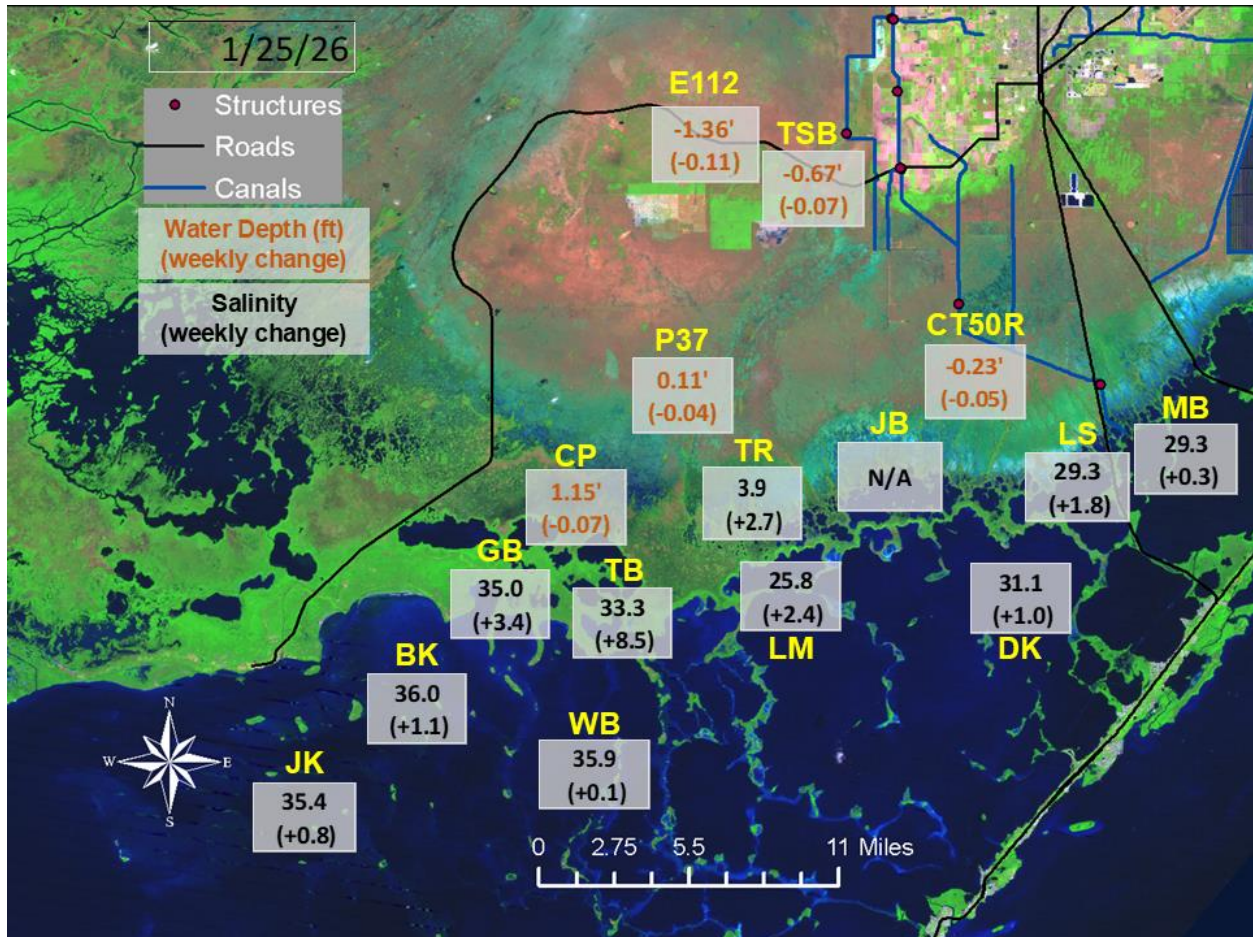 1/25/26
Structures
Roads
Canals
Water Depth (ft)
(weekly change)
Salinity
(weekly change)
E112
-1.36'
(-0.11)
TSB
-0.67'
(-0.07)
P37
0.11'
(-0.04)
CT50R
-0.23'
(-0.05)
CP
1.15'
(-0.07)
TR
3.9
(+2.7)
JB
N/A
LS
29.3
(+1.8)
MB
29.3
(+0.3)
GB
35.0
(+3.4)
TB
33.3
(+8.5)
25.8
(+2.4)
LM
31.1
(+1.0)
DK
BK
36.0
(+1.1)
WB
35.9
(+0.1)
JK
35.4
(+0.8)
N
W E
S
0 2.75 5.5 11 Miles